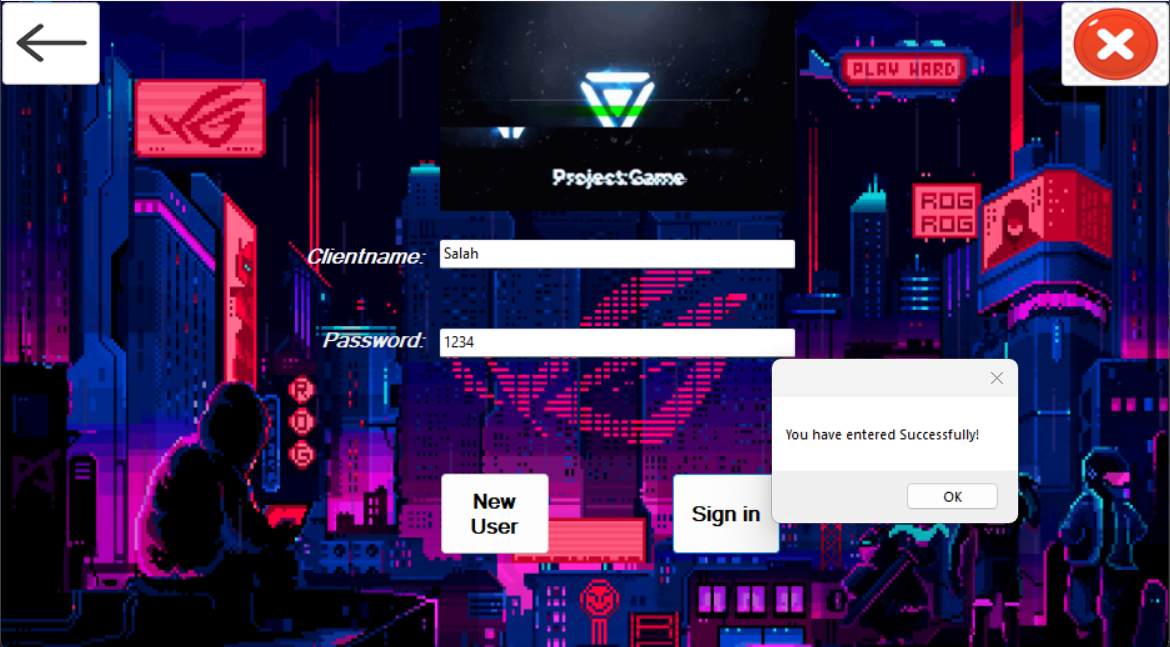 PLAY HARD
Project:Game
ROG
ROG
Clientname:
Salah
Password:
1234
R
O
G
You have entered Successfully!
OK
New
User
Sign in